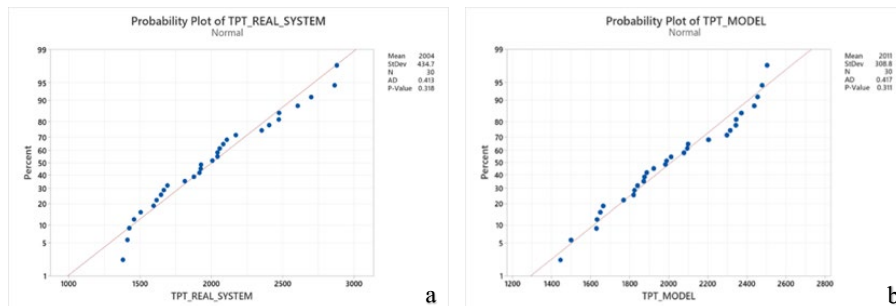 Probability Plot of TPT_REAL_SYSTEM
Normal
99
95
90
80
70
60
50
40
30
20
10
5
1
Percent
1000 1500 2000 2500 3000
TPT_REAL_SYSTEM
Mean 2004
StDev 434.7
N 30
AD 0.413
P-Value 0.318
a
Probability Plot of TPT_MODEL
Normal
99
95
90
80
70
60
50
40
30
20
10
5
1
Percent
1200 1400 1600 1800 2000 2200 2400 2600 2800
TPT_MODEL
Mean 2011
StDev 308.8
N 30
AD 0.417
P-Value 0.311
b